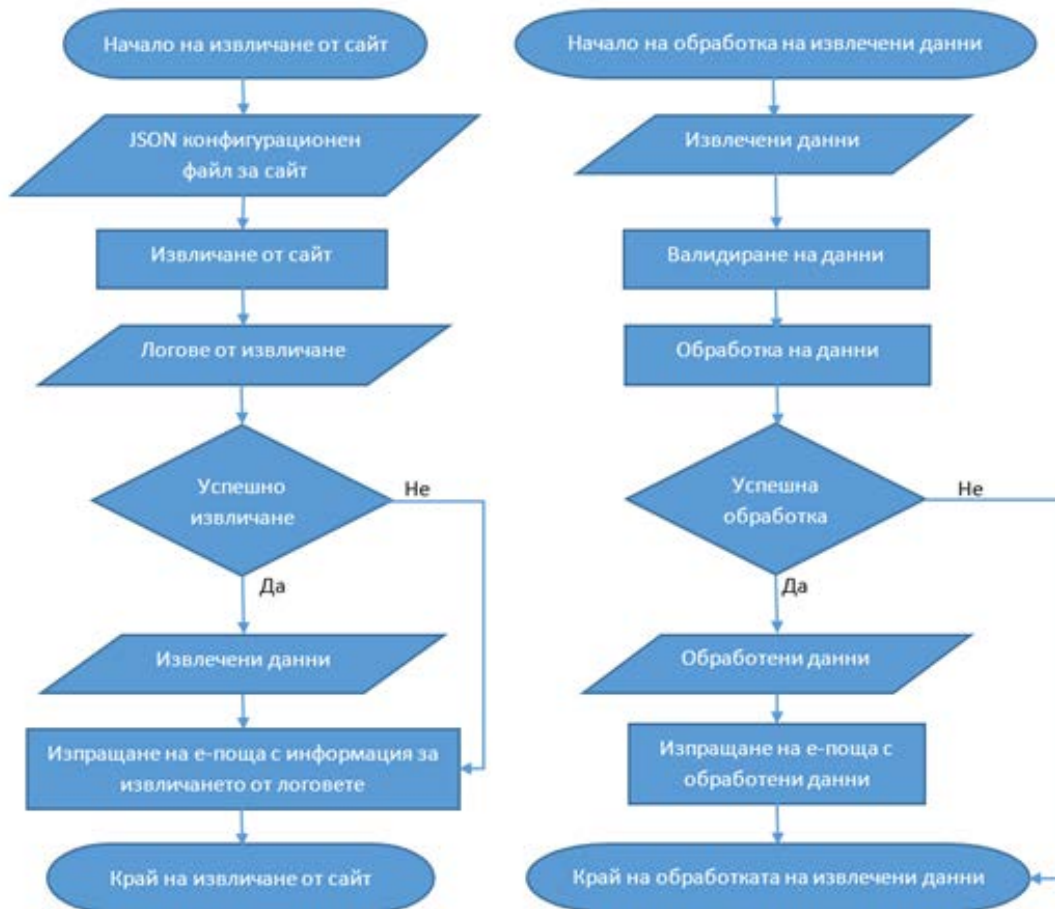 Начало на извличане от сайт
JSON конфигурационен
файл за сайт
Извличане от сайт
Логове от извличане
Успешно
извличане
Не
Да
Извлечени данни
Изпращане на е-поща с информация за
извличането от логовете
Край на извличане от сайт
Начало на обработка на извлечени данни
Извлечени данни
Валидиране на данни
Обработка на данни
Успешна
обработка
Не
Да
Обработени данни
Изпращане на е-поща с
обработени данни
Край на обработката на извлечени данни